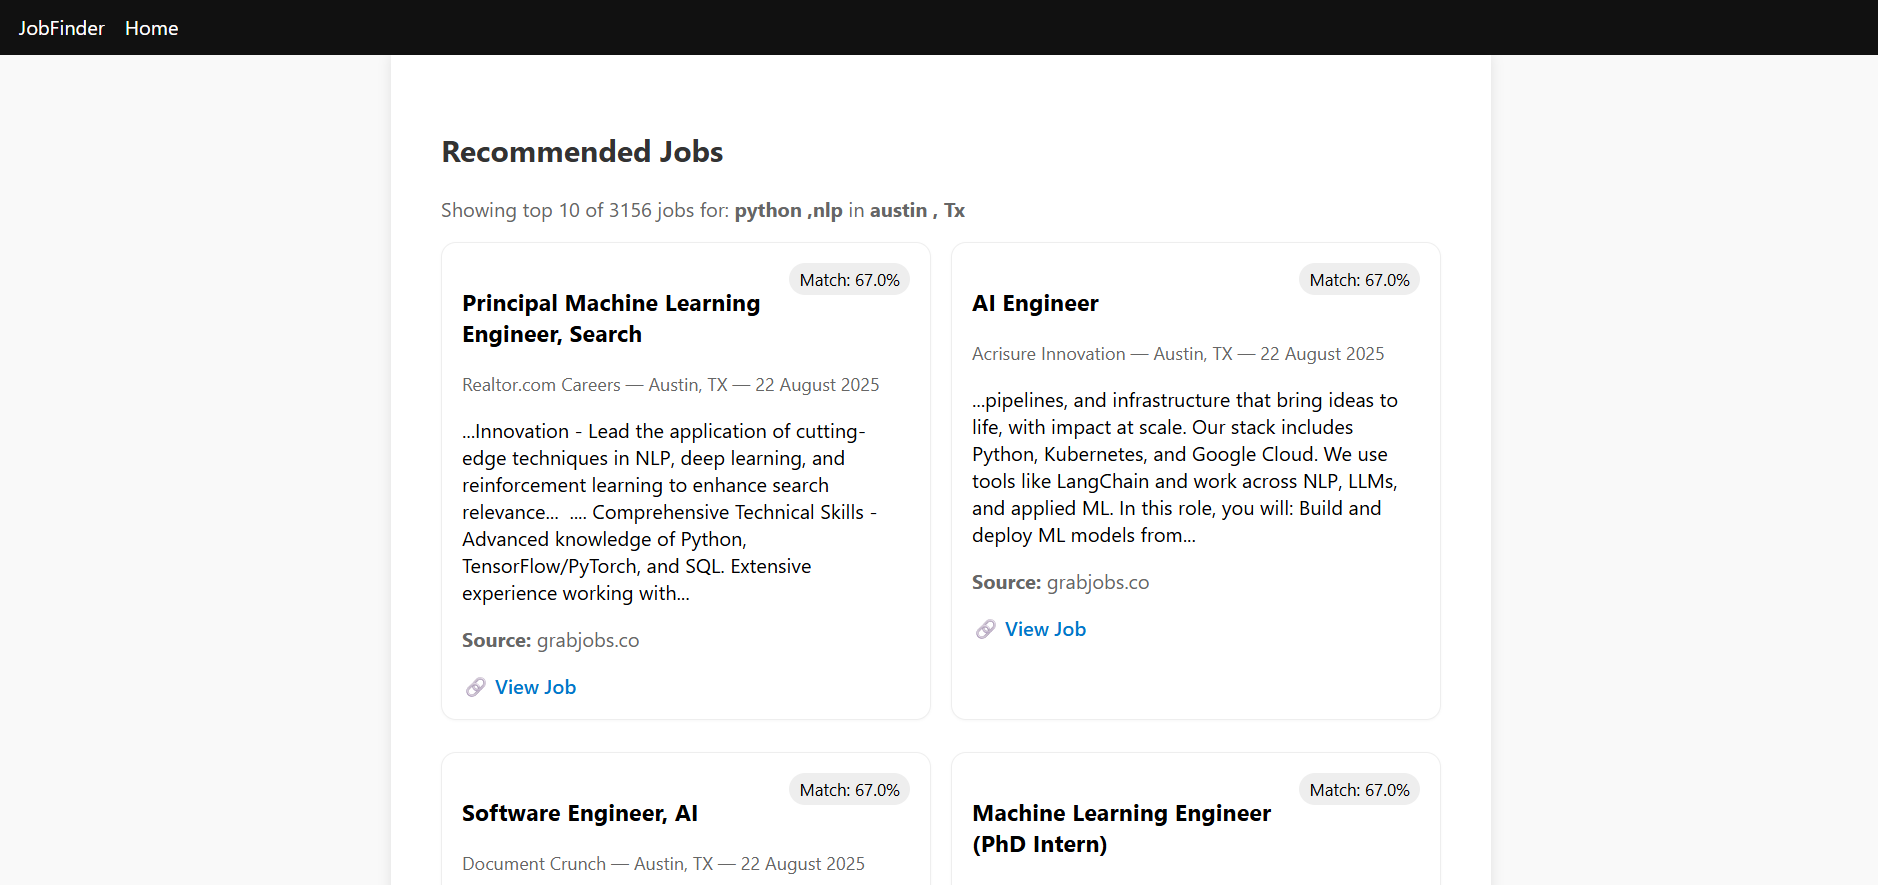 JobFinder Home
Recommended Jobs
Showing top 10 of 3156 jobs for: python ,nlp in austin , Tx
Match: 67.0%
Principal Machine Learning
Engineer, Search
Realtor.com Careers — Austin, TX — 22 August 2025
...Innovation - Lead the application of cutting-
edge techniques in NLP, deep learning, and
reinforcement learning to enhance search
relevance... .... Comprehensive Technical Skills -
Advanced knowledge of Python,
TensorFlow/PyTorch, and SQL. Extensive
experience working with...
Source: grabjobs.co
View Job
Match: 67.0%
AI Engineer
Acrisure Innovation — Austin, TX — 22 August 2025
...pipelines, and infrastructure that bring ideas to
life, with impact at scale. Our stack includes
Python, Kubernetes, and Google Cloud. We use
tools like LangChain and work across NLP, LLMs,
and applied ML. In this role, you will: Build and
deploy ML models from...
Source: grabjobs.co
View Job
Match: 67.0%
Software Engineer, AI
Document Crunch — Austin, TX — 22 August 2025
Match: 67.0%
Machine Learning Engineer
(PhD Intern)